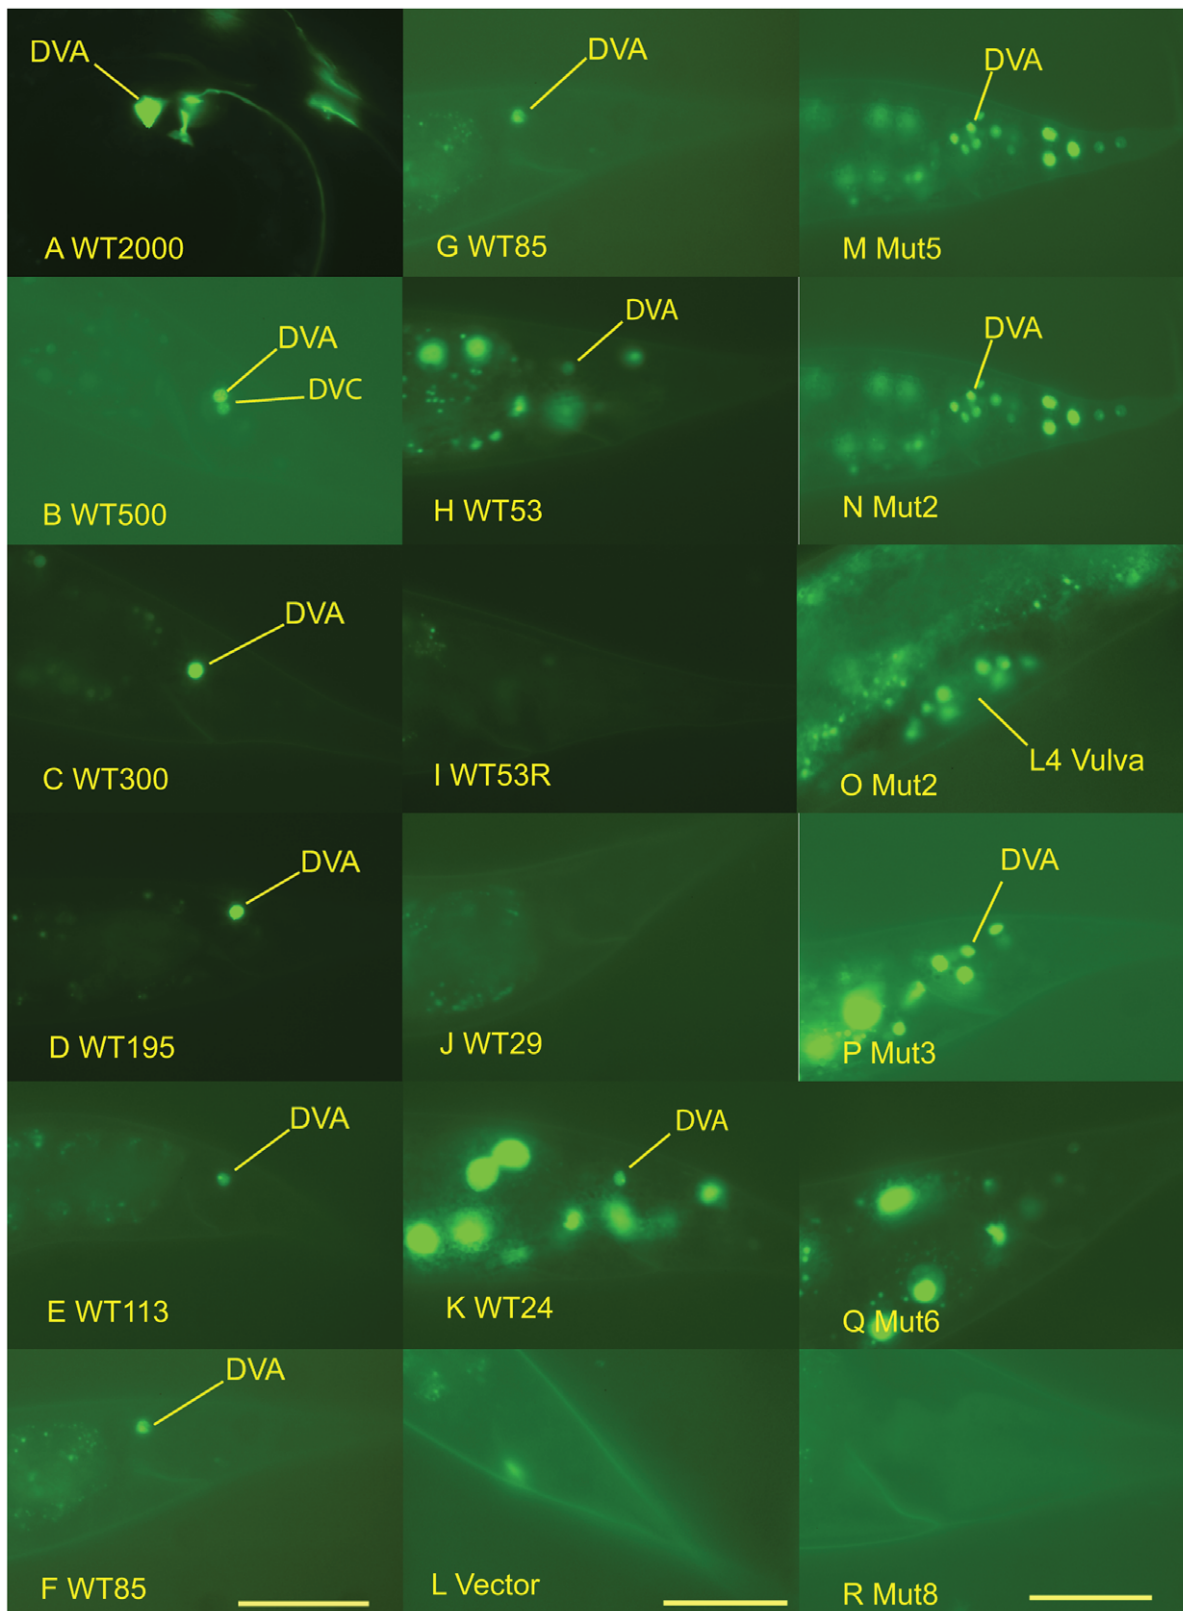 DVA
A WT2000
DVA
DVC
B WT500
DVA
C WT300
DVA
D WT195
DVA
E WT113
DVA
F WT85
DVA
G WT85
DVA
H WT53
I WT53R
J WT29
DVA
K WT24
L Vector
DVA
M Mut5
DVA
N Mut2
L4 Vulva
O Mut2
DVA
P Mut3
Q Mut6
R Mut8